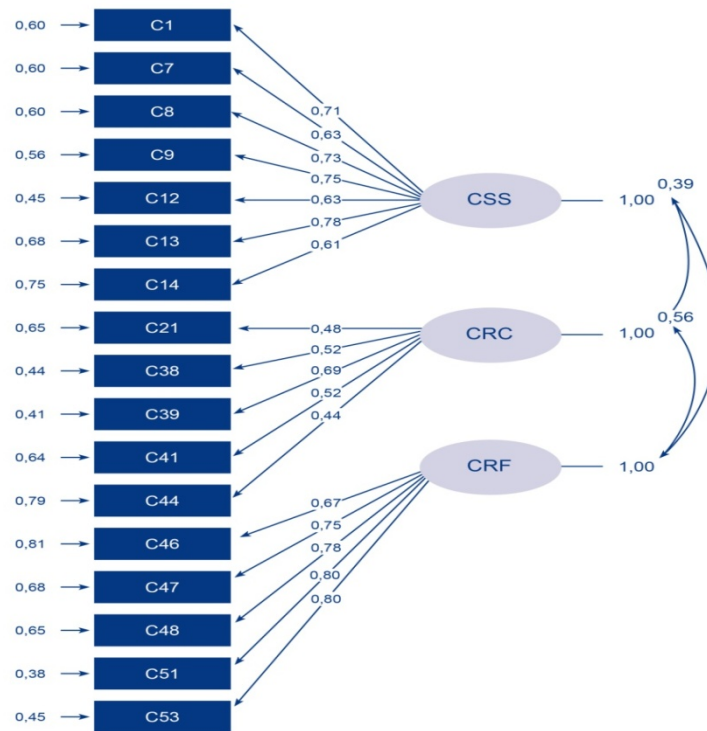 0,60 C1
0,60 C7
0,60 C8
0,56 C9
0,45 C12
0,68 C13
0,75 C14
0,65 C21
0,44 C38
0,41 C39
0,64 C41
0,79 C44
0,81 C46
0,68 C47
0,65 C48
0,38 C51
0,45 C53
0,71
0,63
0,73
0,75
0,63
0,78
0,61
0,48
0,52
0,69
0,52
0,44
0,67
0,75
0,78
0,80
0,80
CSS 1,00
CRC 1,00
CRF 1,00
0,39
0,56